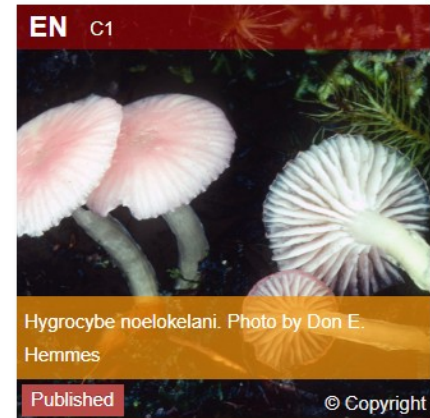 EN C1
Hygrocybe noelokelani. Photo by Don E.
Hemmes
Published
© Copyright